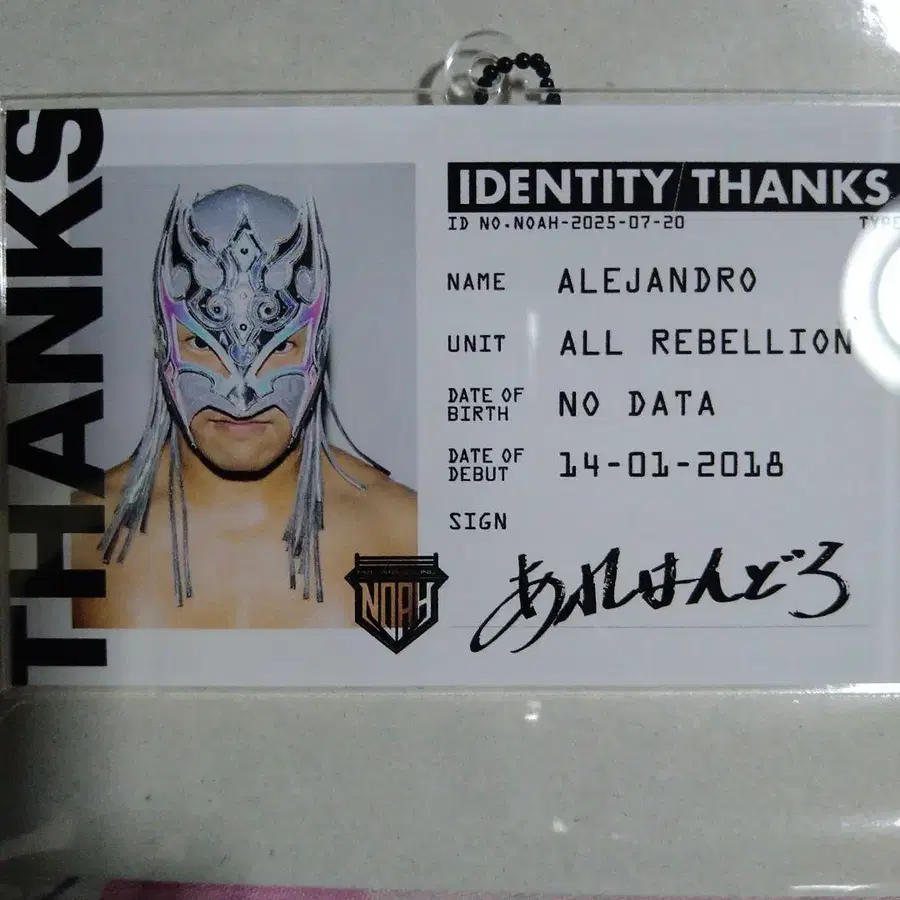 THANKS
IDENTITY THANKS
ID NO.NOAH-2025-07-20
TYPE
NAME ALEJANDRO
UNIT ALL REBELLION
DATE OF
BIRTH NO DATA
DATE OF
DEBUT 14-01-2018
SIGN
あれはんどろ
NOAH